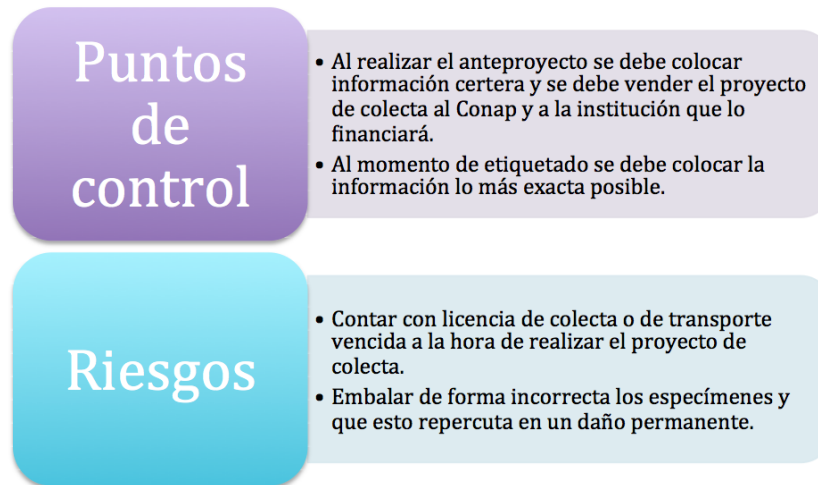 Puntos
de
control
• Al realizar el anteproyecto se debe colocar
información certera y se debe vender el proyecto
de colecta al Conap y a la institución que lo
financiará.
• Al momento de etiquetado se debe colocar la
información lo más exacta posible.
Riesgos
• Contar con licencia de colecta o de transporte
vencida a la hora de realizar el proyecto de
colecta.
• Embalar de forma incorrecta los especímenes y
que esto repercuta en un daño permanente.